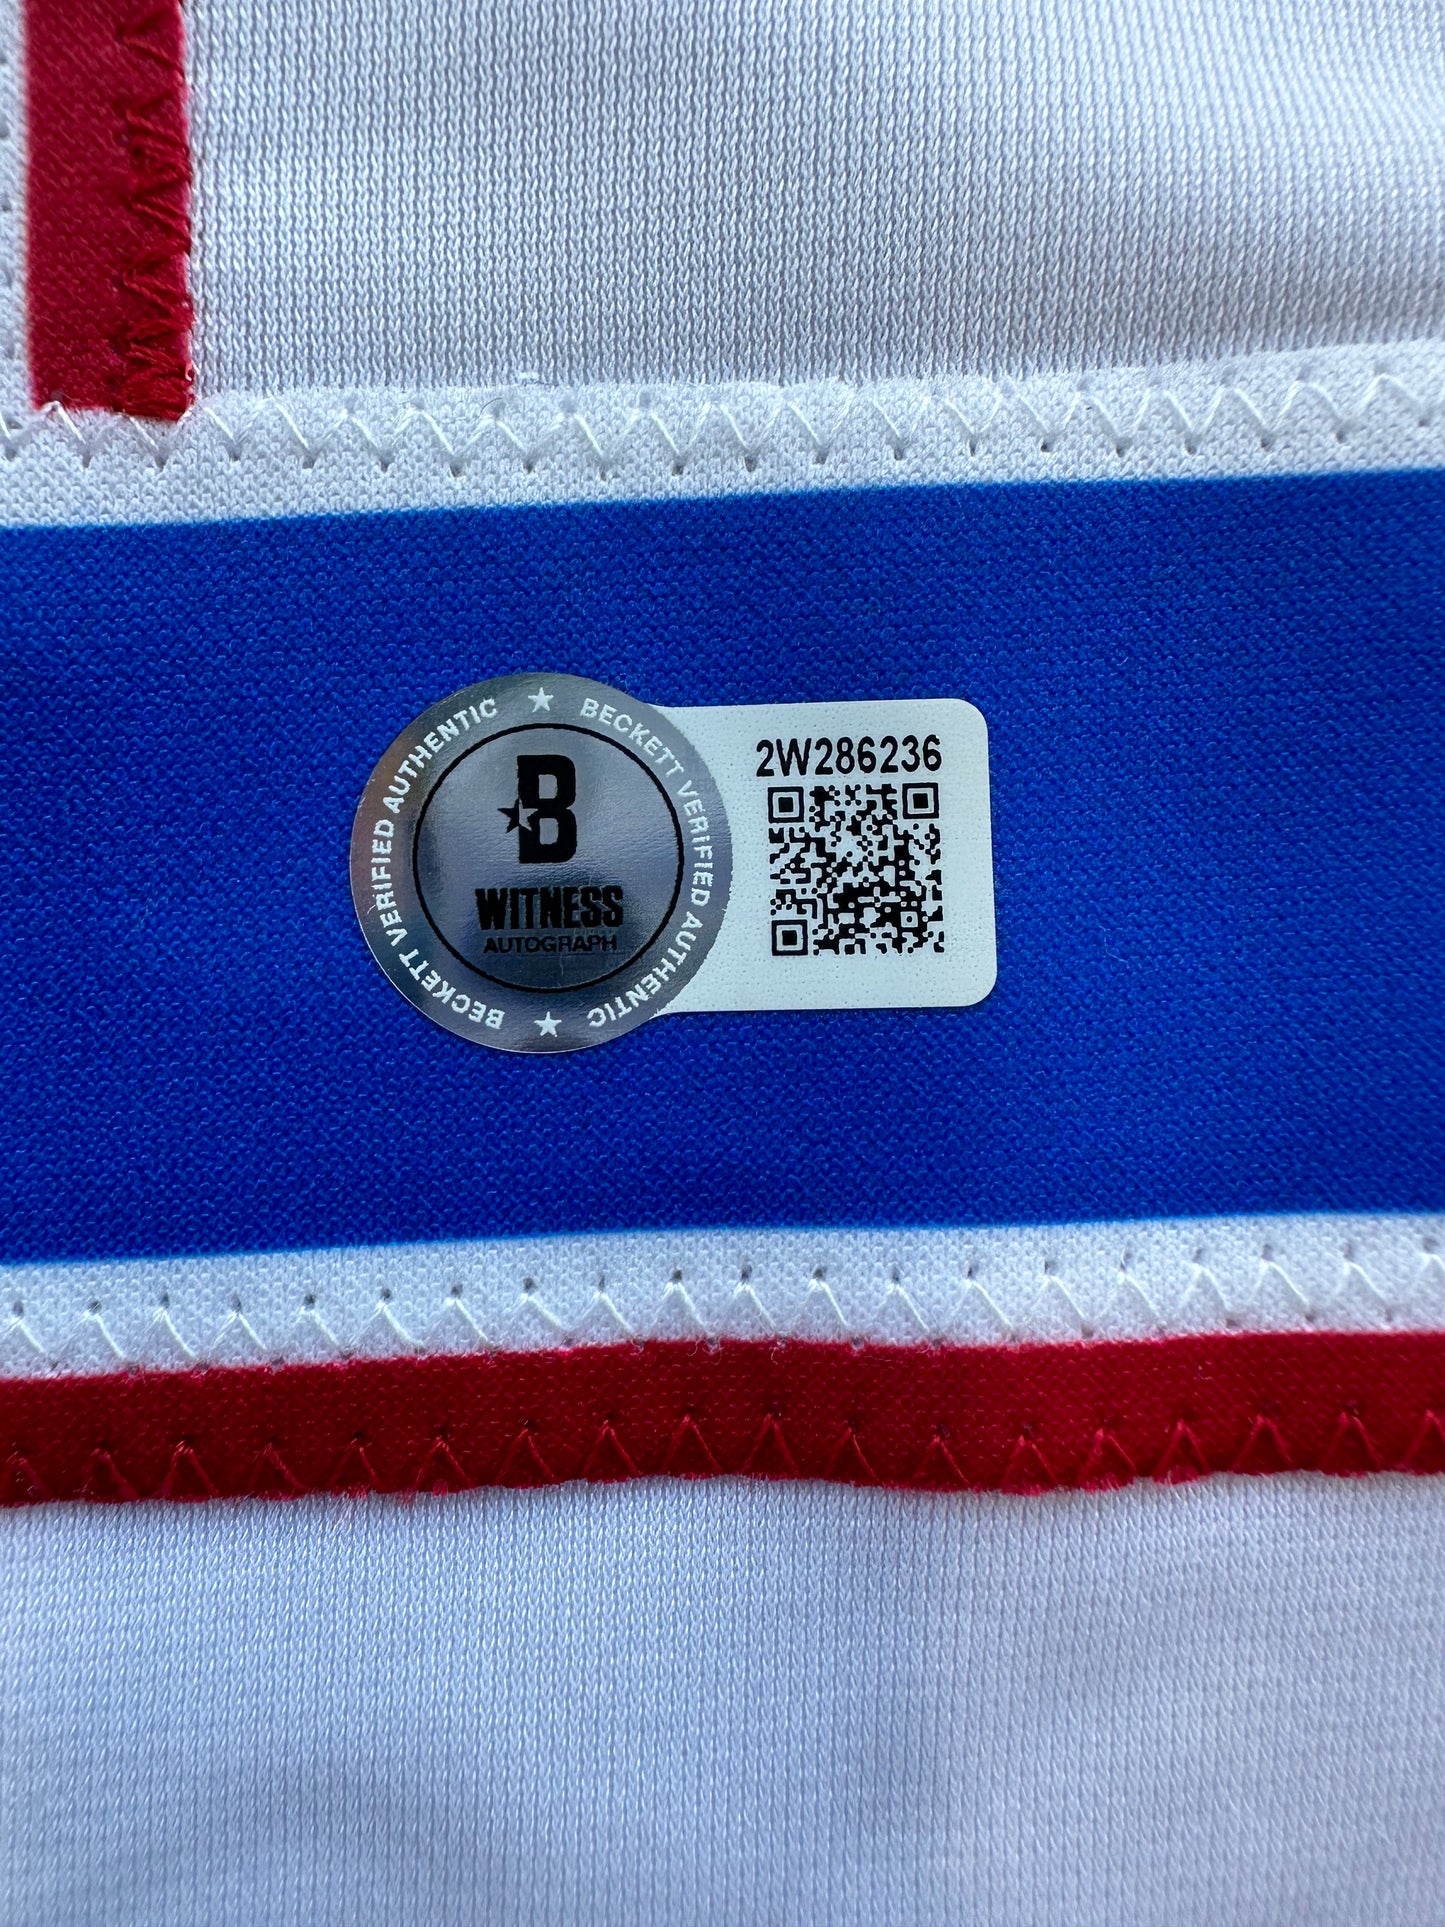 BECKETT VERIFIED AUTHENTIC ★ BECKETT VERIFIED AUTHENTIC ★
B
WITNESS
AUTOGRAPH
2W286236